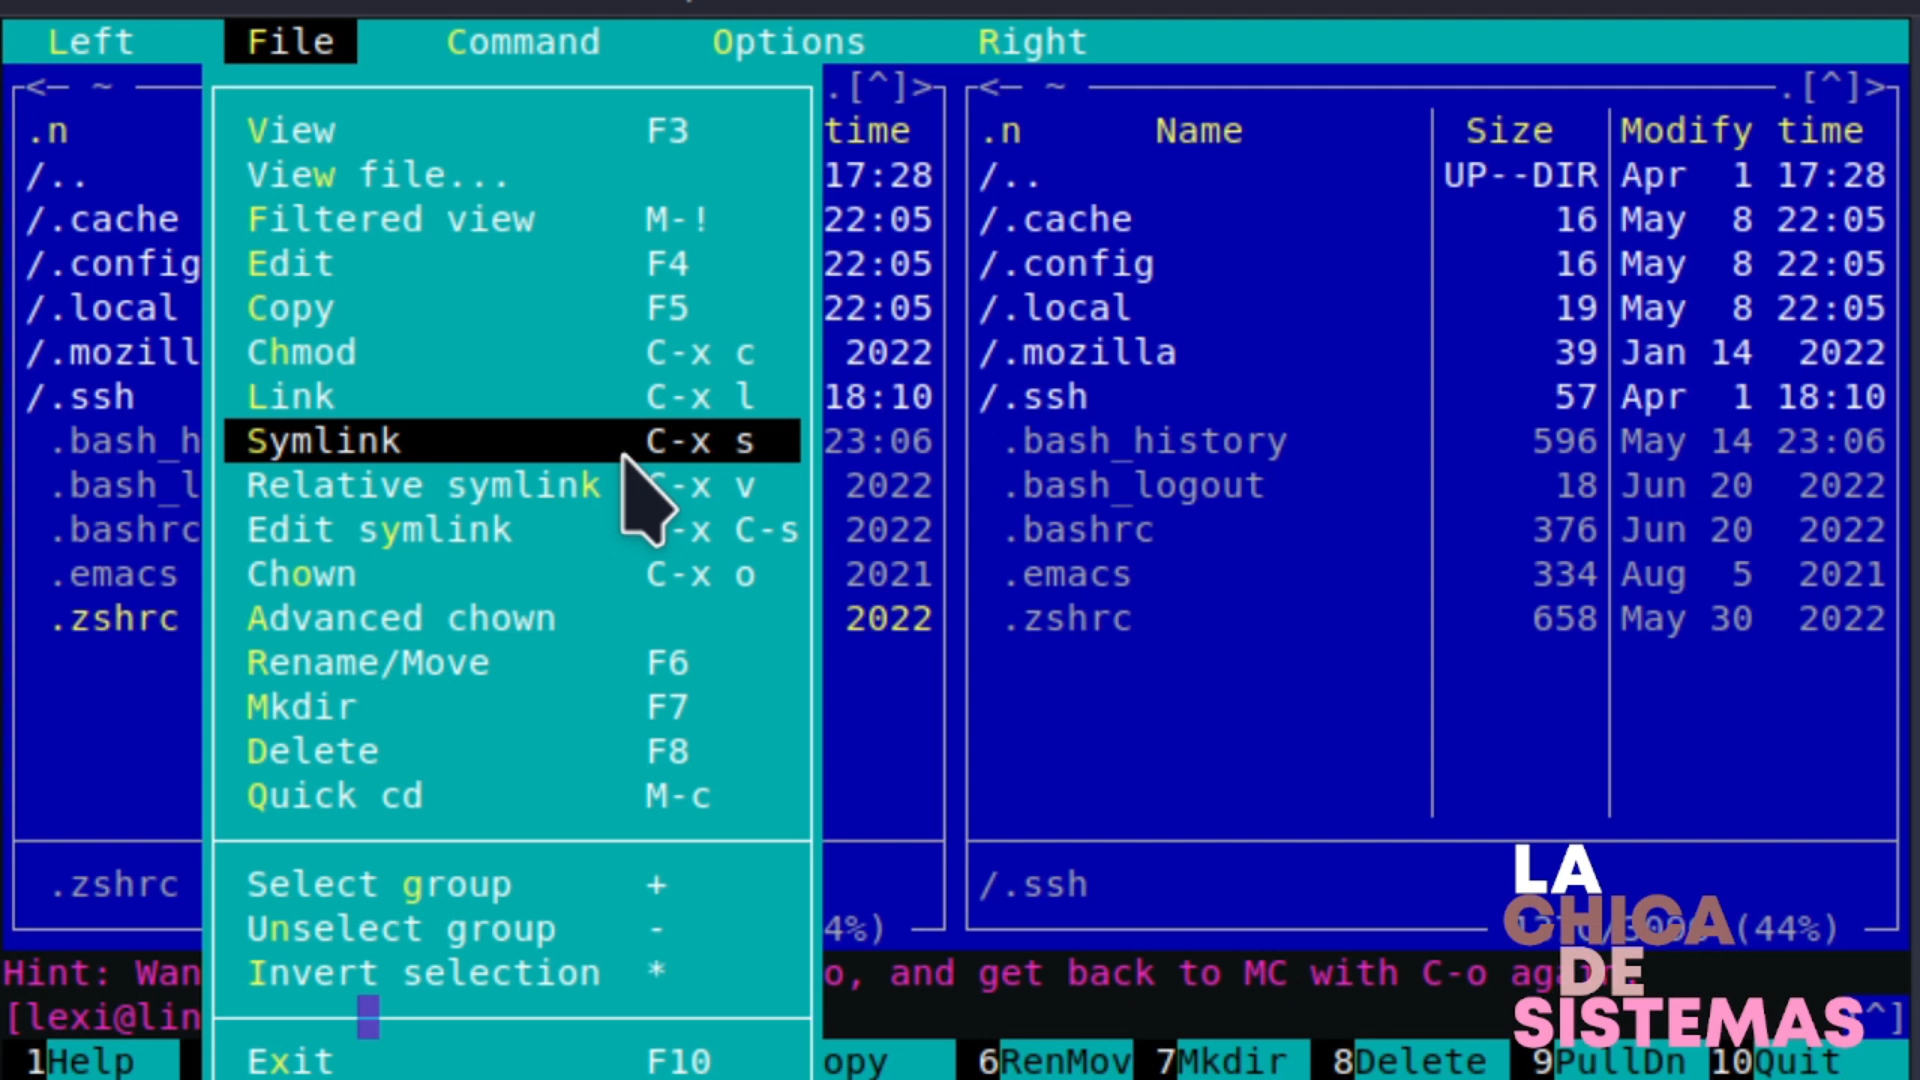 Left File Command Options Right
<— ~ .[^]> <— ~ .[^]>
.n time .n Name Size Modify time
/.. 17:28 /.. UP--DIR Apr 1 17:28
/.cache 22:05 /.cache 16 May 8 22:05
/.config 22:05 /.config 16 May 8 22:05
/.local 22:05 /.local 19 May 8 22:05
/.mozill 2022 /.mozilla 39 Jan 14 2022
/.ssh 18:10 /.ssh 57 Apr 1 18:10
.bash_h 23:06 .bash_history 596 May 14 23:06
.bash_l 2022 .bash_logout 18 Jun 20 2022
.bashrc 2022 .bashrc 376 Jun 20 2022
.emacs 2021 .emacs 334 Aug 5 2021
.zshrc 2022 .zshrc 658 May 30 2022
View F3
View file...
Filtered view M-!
Edit F4
Copy F5
Chmod C-x c
Link C-x l
Symlink C-x s
Relative symlink C-x v
Edit symlink -x C-s
Chown C-x o
Advanced chown
Rename/Move F6
Mkdir F7
Delete F8
Quick cd M-c
Select group +
Unselect group -
Invert selection *
Exit F10
.zshrc /.ssh
4%) (44%)
Hint: Wan o, and get back to MC with C-o
[lexi@lin ^]
1Help opy 6RenMov 7Mkdir 8Delete 9PullDn 10Quit
LA
CHICA
DE
SISTEMAS